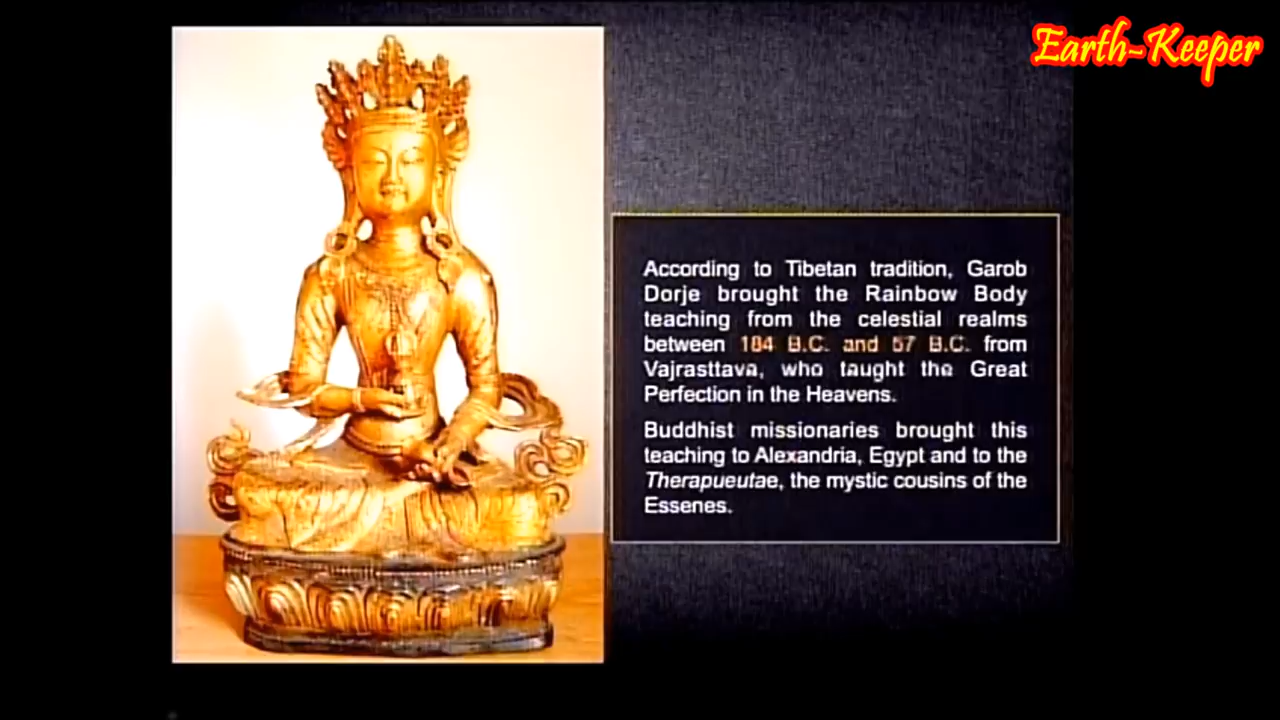 Earth-Keeper
According to Tibetan tradition, Garob
Dorje brought the Rainbow Body
teaching from the celestial realms
between 184 B.C. and 57 B.C. from
Vajrasttava, who taught the Great
Perfection in the Heavens.
Buddhist missionaries brought this
teaching to Alexandria, Egypt and to the
Therapueutae, the mystic cousins of the
Essenes.